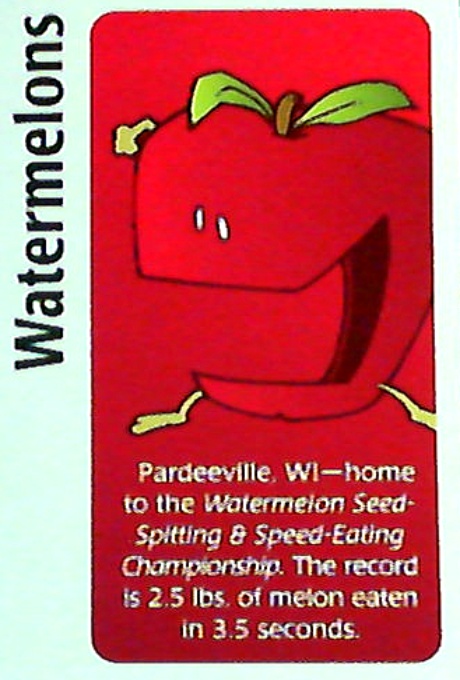 Watermelons
Pardeeville, WI—home
to the Watermelon Seed-
Spitting & Speed-Eating
Championship. The record
is 2.5 lbs. of melon eaten
in 3.5 seconds.